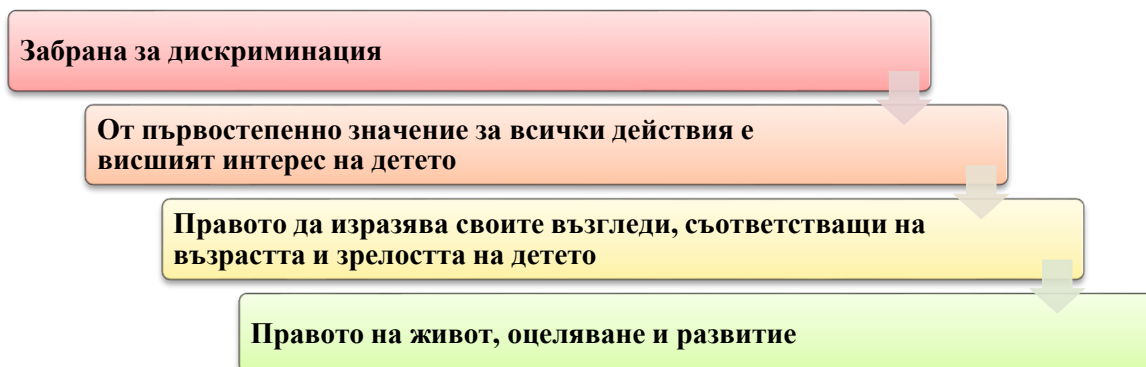 Забрана за дискриминация
От първостепенно значение за всички действия е
висшият интерес на детето
Правото да изразява своите възгледи, съответстващи на
възрастта и зрелостта на детето
Правото на живот, оцеляване и развитие